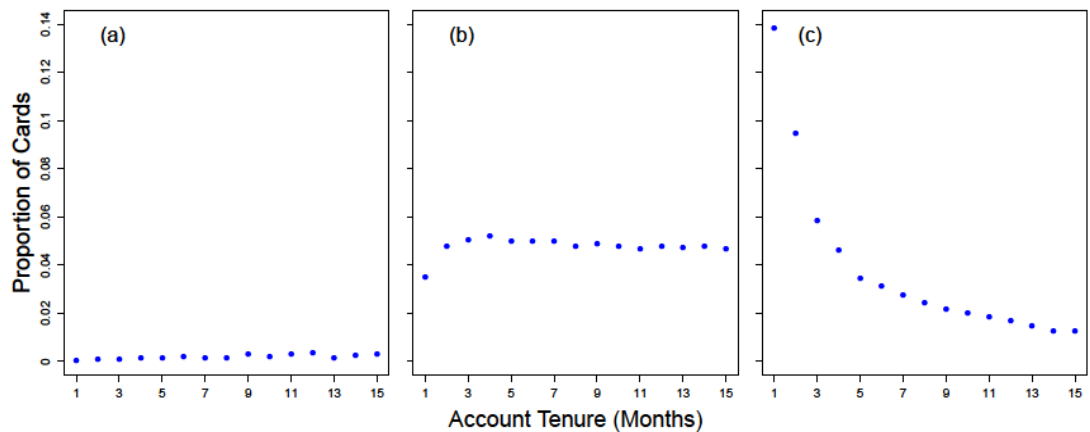 (a) (b) (c)
Proportion of Cards
0.14
0.12
0.1
0.08
0.06
0.04
0.02
0
1 3 5 7 9 11 13 15 1 3 5 7 9 11 13 15 1 3 5 7 9 11 13 15
Account Tenure (Months)